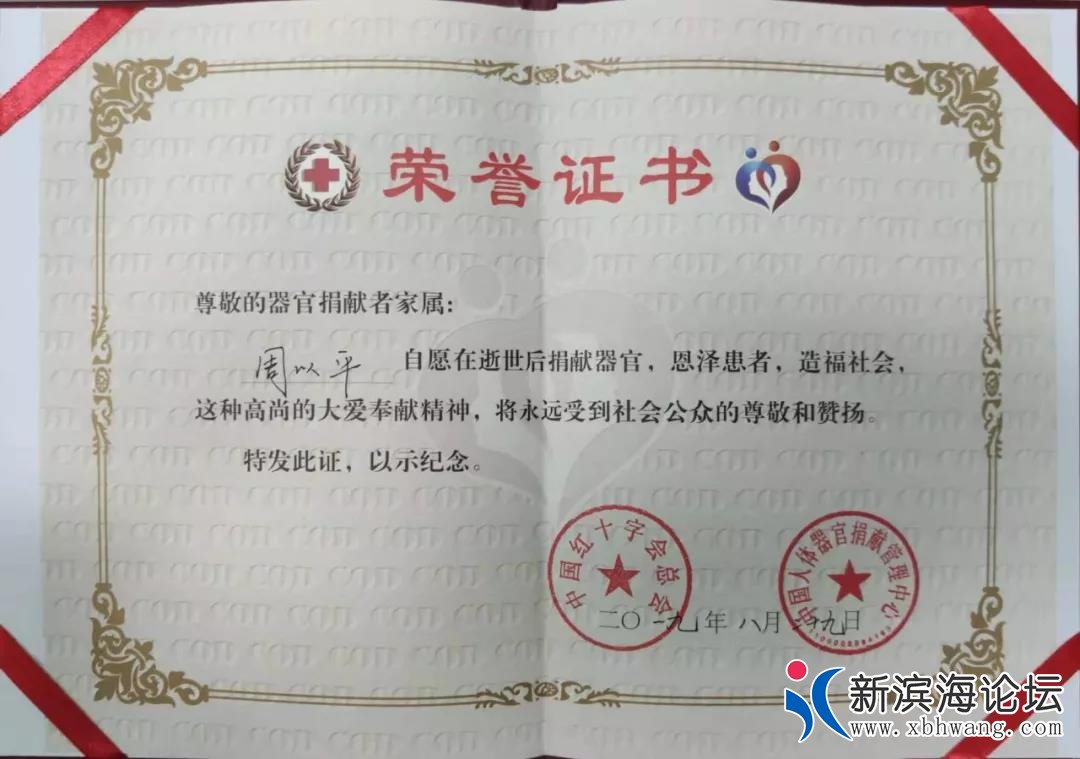 荣誉证书
尊敬的器官捐献者家属：
周以平 自愿在逝世后捐献器官，恩泽患者，造福社会，
这种高尚的大爱奉献精神，将永远受到社会公众的尊敬和赞扬。
特发此证，以示纪念。
中国红十字会总会
中国人体器官捐献管理中心
二〇一九年八月二十九日
新滨海论坛
www.xbhwang.com